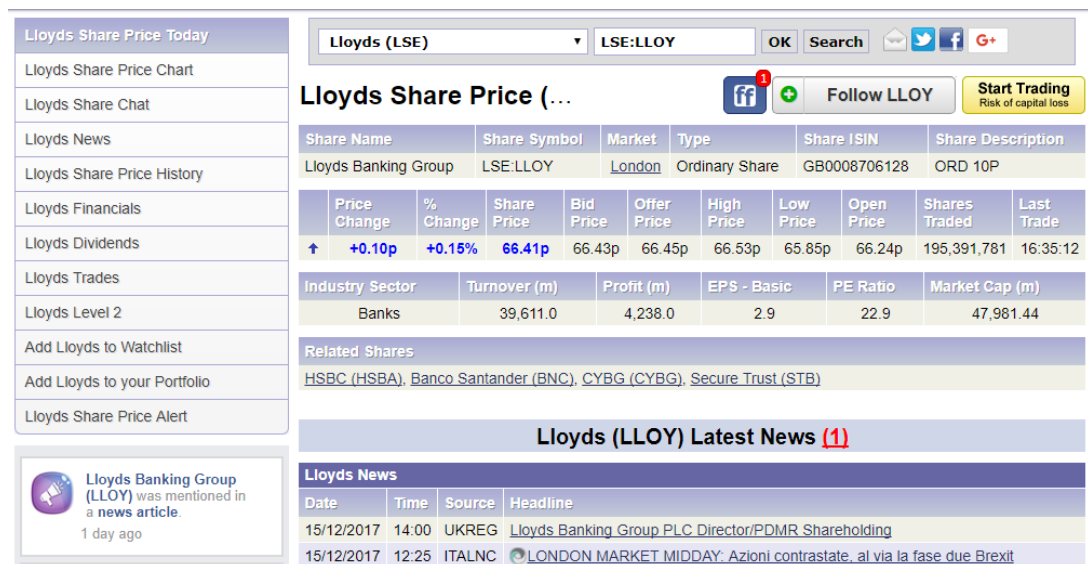 Lloyds Share Price Today
Lloyds Share Price Chart
Lloyds Share Chat
Lloyds News
Lloyds Share Price History
Lloyds Financials
Lloyds Dividends
Lloyds Trades
Lloyds Level 2
Add Lloyds to Watchlist
Add Lloyds to your Portfolio
Lloyds Share Price Alert
Lloyds Banking Group
(LLOY) was mentioned in
a news article.
1 day ago
Lloyds (LSE) LSE:LLOY OK Search G+
Lloyds Share Price (... ff 1 Follow LLOY Start Trading
Risk of capital loss
Share Name Share Symbol Market Type Share ISIN Share Description
Lloyds Banking Group LSE:LLOY London Ordinary Share GB0008706128 ORD 10P
Price Change % Change Share Price Bid Price Offer Price High Price Low Price Open Price Shares Traded Last Trade
+0.10p +0.15% 66.41p 66.43p 66.45p 66.53p 65.85p 66.24p 195,391,781 16:35:12
Industry Sector Turnover (m) Profit (m) EPS - Basic PE Ratio Market Cap (m)
Banks 39,611.0 4,238.0 2.9 22.9 47,981.44
Related Shares
HSBC (HSBA), Banco Santander (BNC), CYBG (CYBG), Secure Trust (STB)
Lloyds (LLOY) Latest News (1)
Lloyds News
Date Time Source Headline
15/12/2017 14:00 UKREG Lloyds Banking Group PLC Director/PDMR Shareholding
15/12/2017 12:25 ITALNC LONDON MARKET MIDDAY: Azioni contrastate, al via la fase due Brexit